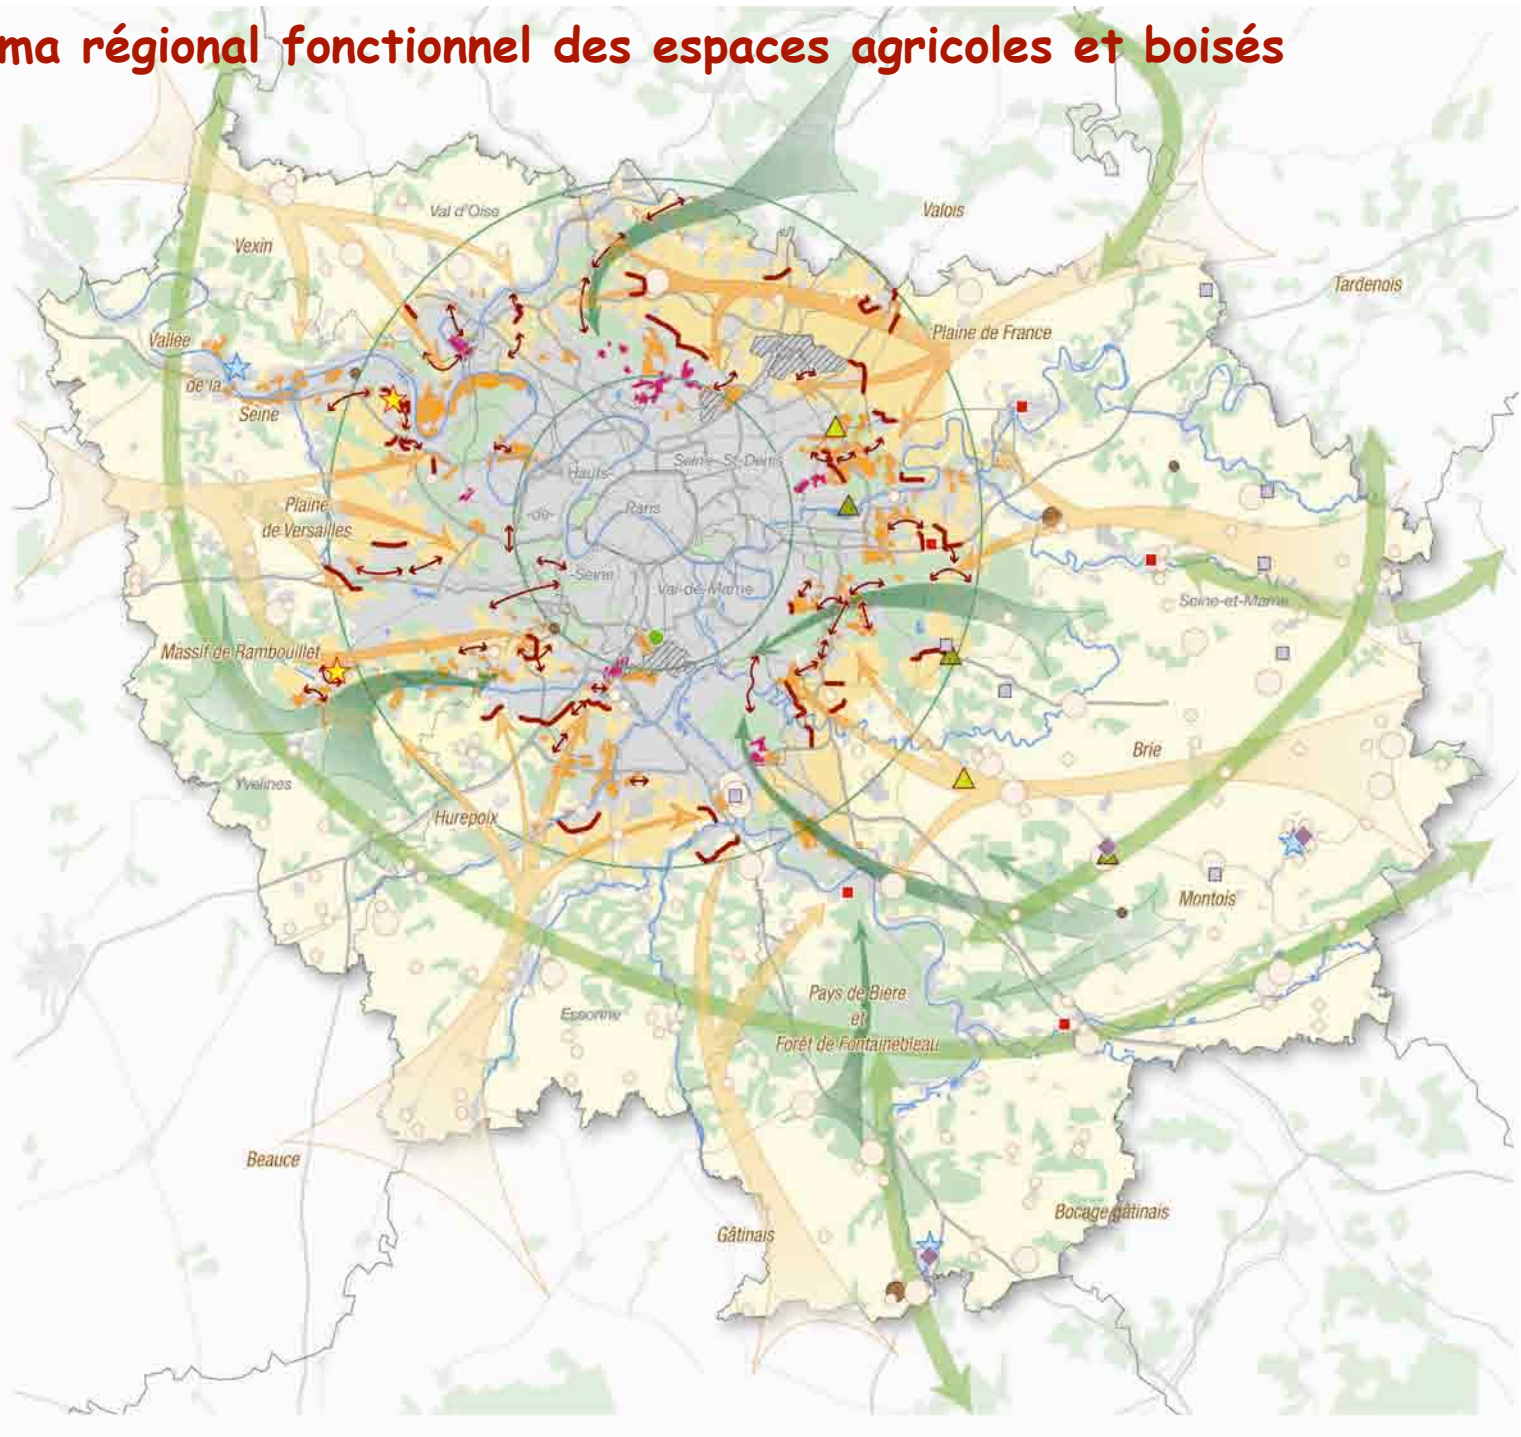 ma régional fonctionnel des espaces agricoles et boisés
Val d'Oise
Valois
Vexin
Tardenois
Plaine de France
Vallée
de la
Seine
Hauts-
Seine-St-Denis
Plaine
de Versailles
-de-
Paris
-Seine
Val-de-Marne
Seine-et-Marne
Massif de Rambouillet
Brie
Yvelines
Hurepoix
Montois
Pays de Bière
et
Forêt de Fontainebleau
Essonne
Beauce
Gâtinais
Bocage gâtinais